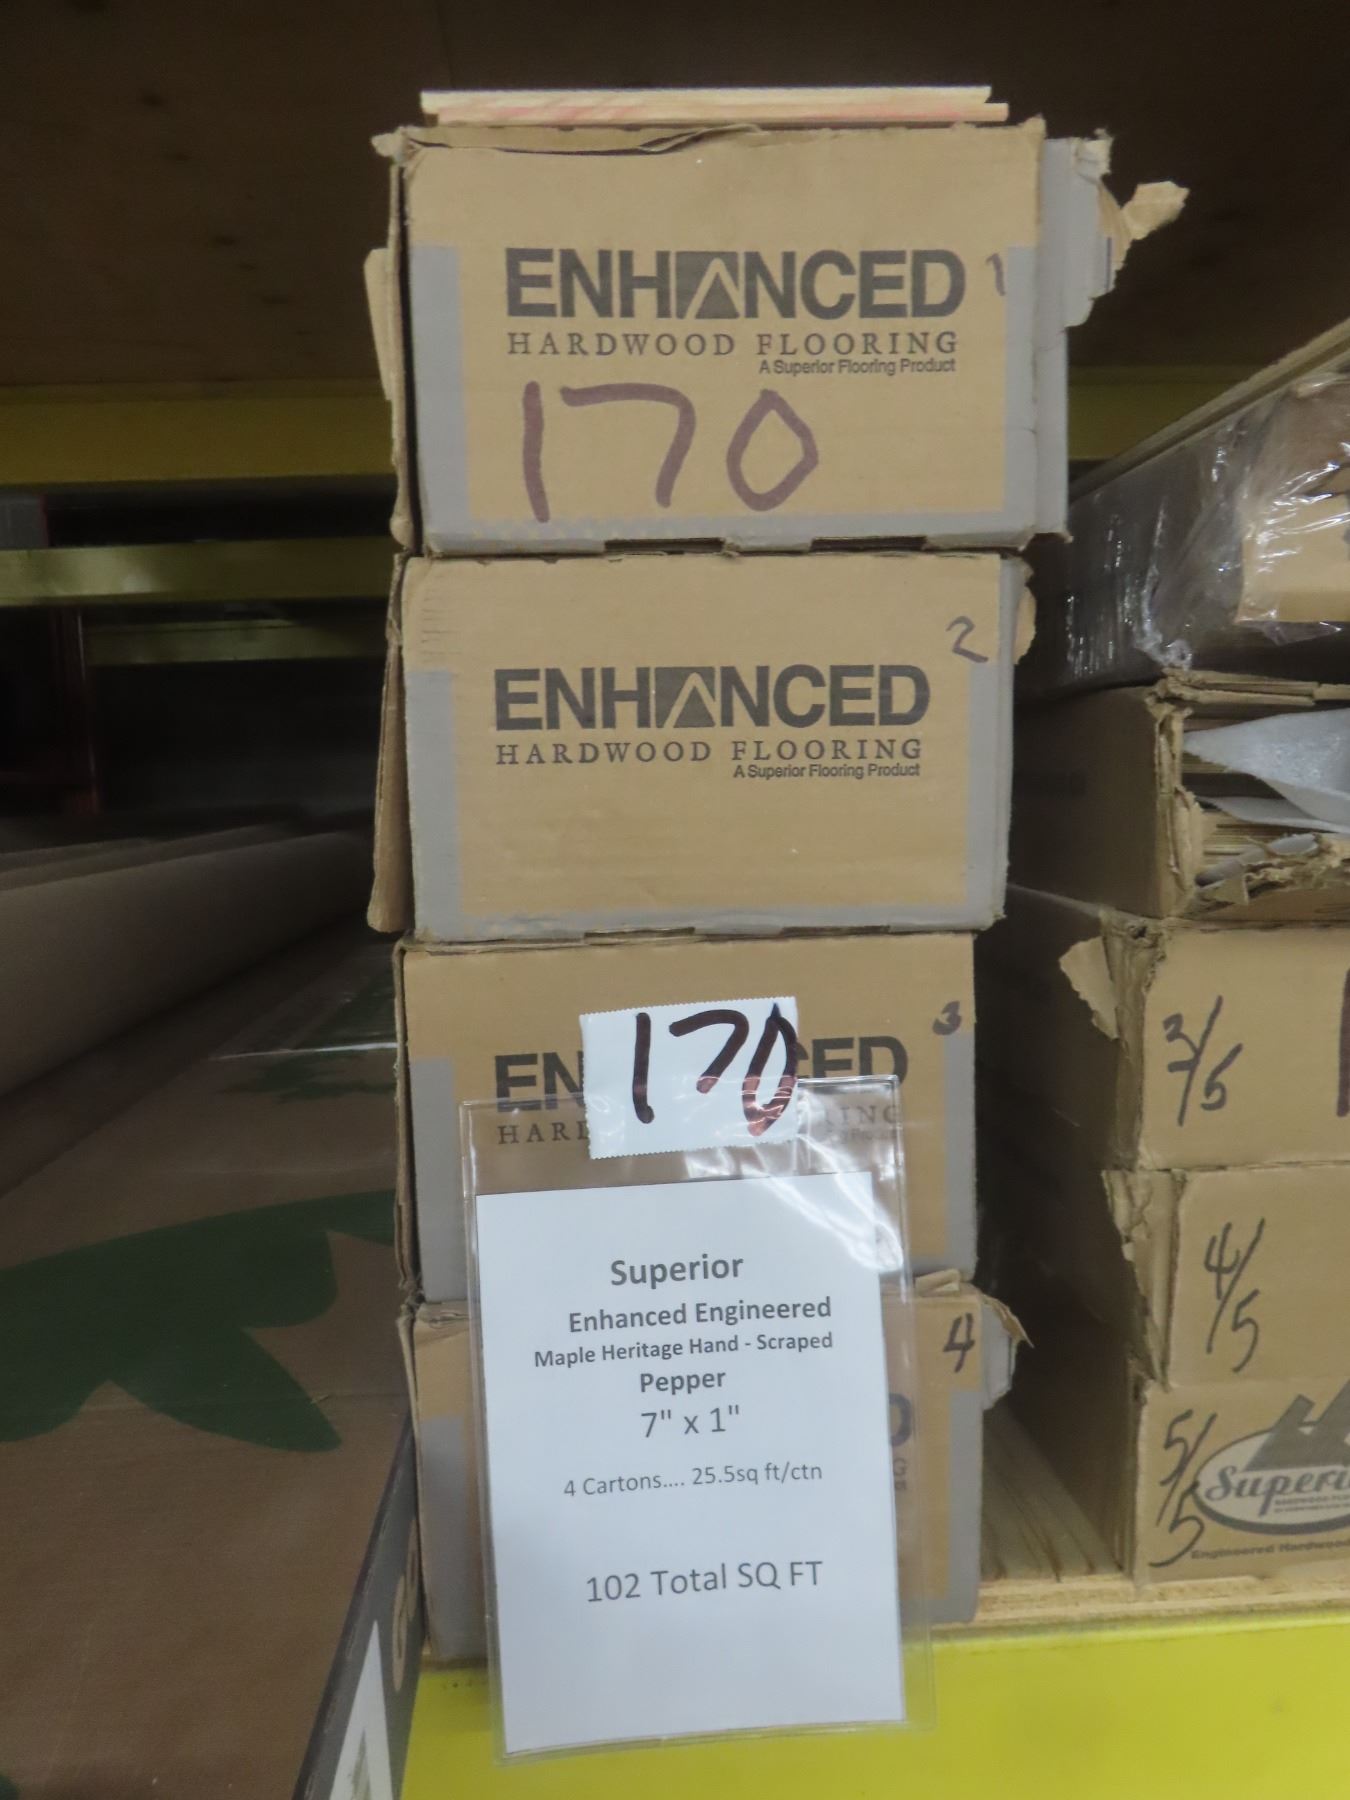 ENHANCED 1
HARDWOOD FLOORING
A Superior Flooring Product
170
2
ENHANCED
HARDWOOD FLOORING
A Superior Flooring Product
3
170
Superior
Enhanced Engineered
Maple Heritage Hand - Scraped
Pepper
7" x 1"
4 Cartons.... 25.5sq ft/ctn
102 Total SQ FT
4
3/5
4/5
5/5
Engineered